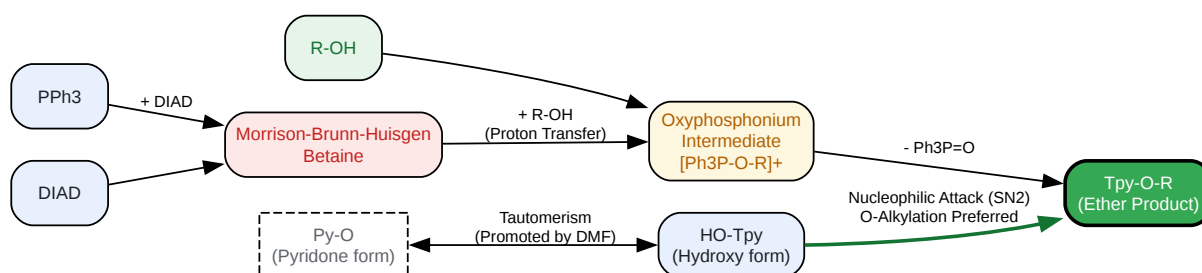 R-OH
PPh3
+ DIAD
Morrison-Brunn-Huisgen
Betaine
DIAD
+ R-OH
(Proton Transfer)
Oxyphosphonium
Intermediate
[Ph3P-O-R]+
- Ph3P=O
Tpy-O-R
(Ether Product)
Nucleophilic Attack (SN2)
O-Alkylation Preferred
Py-O
(Pyridone form)
Tautomerism
(Promoted by DMF)
HO-Tpy
(Hydroxy form)